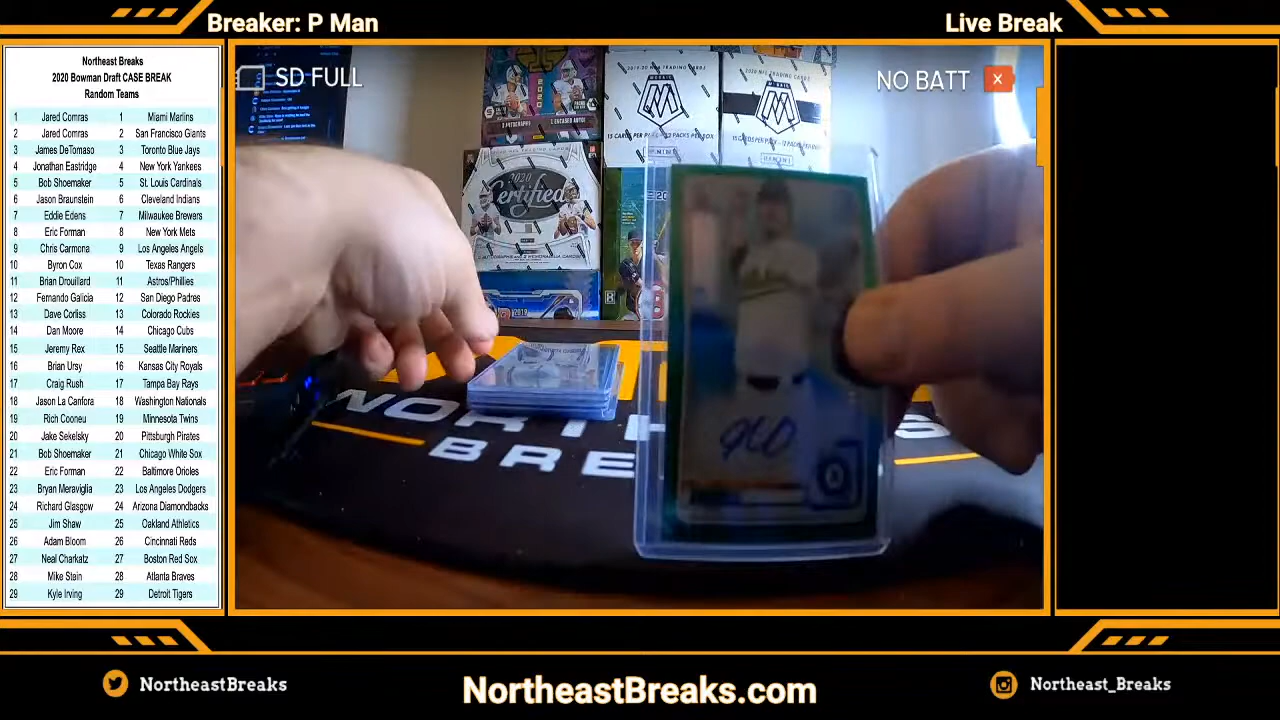 Breaker: P Man
Live Break
Northeast Breaks
2020 Bowman Draft CASE BREAK
Random Teams
1 Jared Comras 1 Miami Marlins
Jared Comras 2 San Francisco Giants
3 James DeTomaso 3 Toronto Blue Jays
4 Jonathan Eastridge 4 New York Yankees
5 Bob Shoemaker 5 St. Louis Cardinals
6 Jason Braunstein 6 Cleveland Indians
7 Eddie Edens 7 Milwaukee Brewers
8 Eric Forman 8 New York Mets
9 Chris Carmona 9 Los Angeles Angels
10 Byron Cox 10 Texas Rangers
11 Brian Drouillard 11 Astros/Phillies
12 Fernando Galicia 12 San Diego Padres
13 Dave Corliss 13 Colorado Rockies
14 Dan Moore 14 Chicago Cubs
15 Jeremy Rex 15 Seattle Mariners
16 Brian Ursy 16 Kansas City Royals
17 Craig Rush 17 Tampa Bay Rays
18 Jason La Canfora 18 Washington Nationals
19 Rich Cooneu 19 Minnesota Twins
20 Jake Sekelsky 20 Pittsburgh Pirates
21 Bob Shoemaker 21 Chicago White Sox
22 Eric Forman 22 Baltimore Orioles
23 Bryan Meraviglia 23 Los Angeles Dodgers
24 Richard Glasgow 24 Arizona Diamondbacks
25 Jim Shaw 25 Oakland Athletics
26 Adam Bloom 26 Cincinnati Reds
27 Neal Charkatz 27 Boston Red Sox
28 Mike Stein 28 Atlanta Braves
29 Kyle Irving 29 Detroit Tigers
SD FULL
NO BATT
MOSAIC
2020
Certified
NORTH
BRE
NortheastBreaks
NortheastBreaks.com
Northeast_Breaks